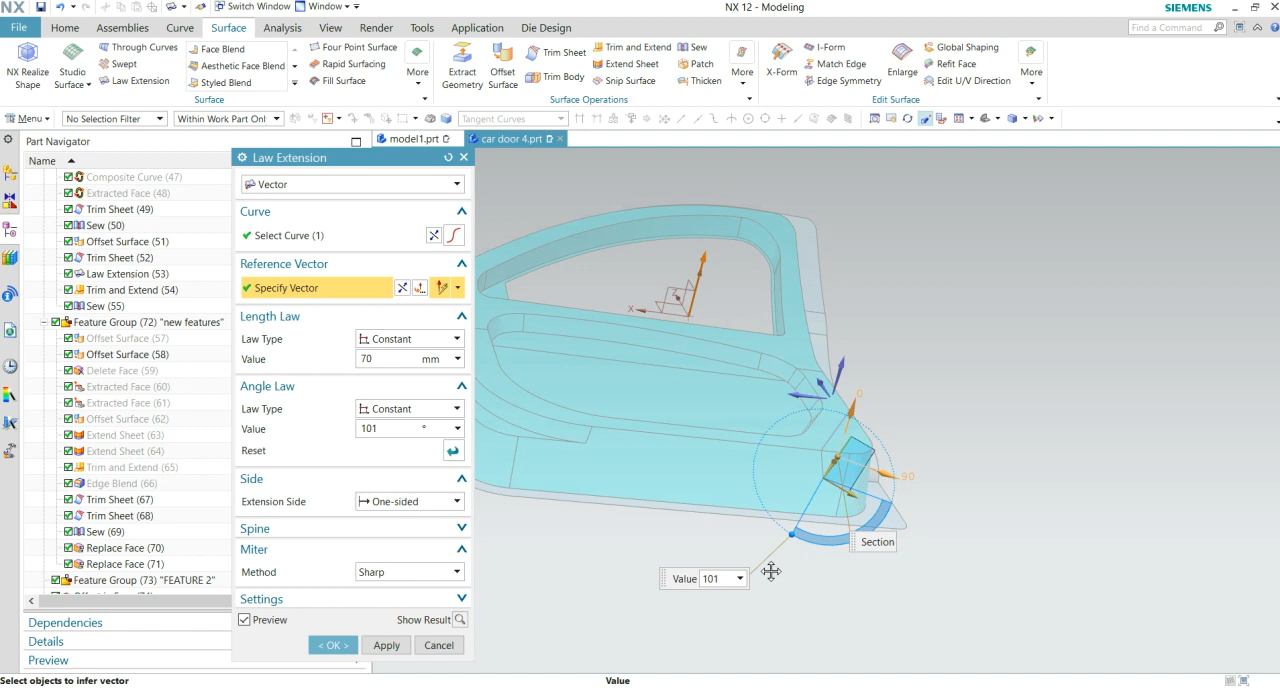 NX Switch Window Window NX 12 - Modeling SIEMENS
File Home Assemblies Curve Surface Analysis View Render Tools Application Die Design Find a Command
NX Realize Shape
Studio Surface
Through Curves
Swept
Law Extension
Face Blend
Aesthetic Face Blend
Styled Blend
Four Point Surface
Rapid Surfacing
Fill Surface
More
Surface
Extract Geometry
Offset Surface
Trim Sheet
Trim Body
Trim and Extend
Extend Sheet
Snip Surface
Sew
Patch
Thicken
More
Surface Operations
X-Form
I-Form
Match Edge
Edge Symmetry
Enlarge
Global Shaping
Refit Face
Edit U/V Direction
More
Edit Surface
Menu No Selection Filter Within Work Part Only Tangent Curves
Part Navigator
model1.prt car door 4.prt
Name
Composite Curve (47)
Extracted Face (48)
Trim Sheet (49)
Sew (50)
Offset Surface (51)
Trim Sheet (52)
Law Extension (53)
Trim and Extend (54)
Sew (55)
Feature Group (72) "new features"
Offset Surface (57)
Offset Surface (58)
Delete Face (59)
Extracted Face (60)
Extracted Face (61)
Offset Surface (62)
Extend Sheet (63)
Extend Sheet (64)
Trim and Extend (65)
Edge Blend (66)
Trim Sheet (67)
Trim Sheet (68)
Sew (69)
Replace Face (70)
Replace Face (71)
Feature Group (73) "FEATURE 2"
Dependencies
Details
Preview
Law Extension
Vector
Curve
Select Curve (1)
Reference Vector
Specify Vector
Length Law
Law Type Constant
Value 70 mm
Angle Law
Law Type Constant
Value 101 °
Reset
Side
Extension Side One-sided
Spine
Miter
Method Sharp
Settings
Preview Show Result
< OK > Apply Cancel
X
Z
0
90
Section
Value 101
Select objects to infer vector Value